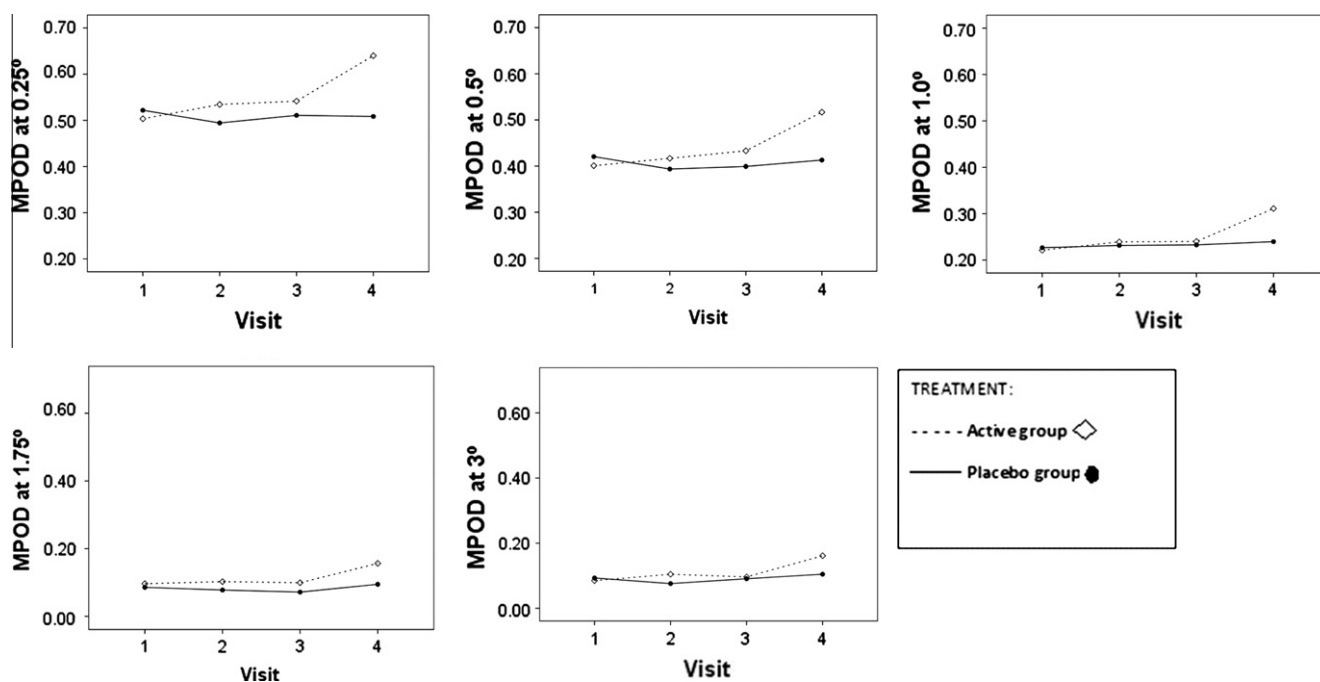 MPOD at 0.25º
0.70
0.60
0.50
0.40
0.30
0.20
1 2 3 4
Visit
MPOD at 0.5º
0.70
0.60
0.50
0.40
0.30
0.20
1 2 3 4
Visit
MPOD at 1.0º
0.70
0.60
0.50
0.40
0.30
0.20
1 2 3 4
Visit
MPOD at 1.75º
0.60
0.40
0.20
0.00
1 2 3 4
Visit
MPOD at 3º
0.60
0.40
0.20
0.00
1 2 3 4
Visit
TREATMENT:
Active group
Placebo group